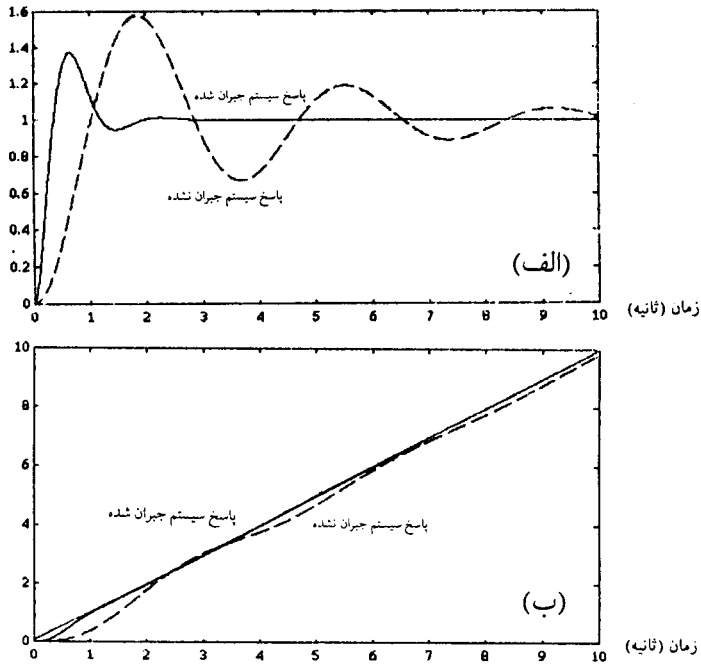 1.6
1.4
1.2
1
0.8
0.6
0.4
0.2
0
پاسخ سیستم جبران شده
پاسخ سیستم جبران نشده
(الف)
0 1 2 3 4 5 6 7 8 9 10
زمان (ثانیه)
10
8
6
4
2
0
پاسخ سیستم جبران شده
پاسخ سیستم جبران نشده
(ب)
0 1 2 3 4 5 6 7 8 9 10
زمان (ثانیه)